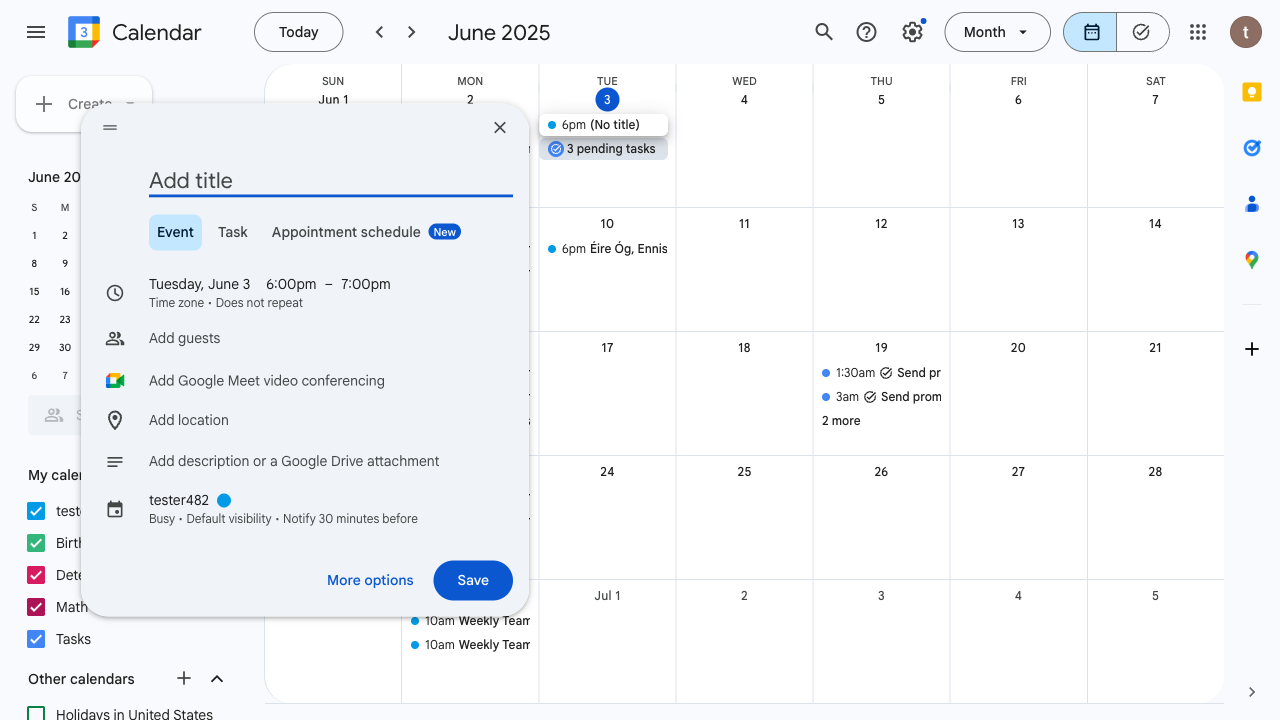 3
Calendar
Today
June 2025
Month
t
Create
SUN
MON
TUE
WED
THU
FRI
SAT
Jun 1
2
3
4
5
6
7
6pm (No title)
3 pending tasks
Add title
Event
Task
Appointment schedule
New
Tuesday, June 3 6:00pm – 7:00pm
Time zone • Does not repeat
Add guests
Add Google Meet video conferencing
Add location
Add description or a Google Drive attachment
tester482
Busy • Default visibility • Notify 30 minutes before
More options
Save
June 20
S M
1 2
8 9
15 16
22 23
29 30
6 7
S
My calen
teste
Birth
Dete
Math
Tasks
Other calendars
Holidays in United States
10 11 12 13 14
6pm Éire Óg, Ennis
17 18 19 20 21
1:30am Send pr
3am Send prom
2 more
24 25 26 27 28
Jul 1 2 3 4 5
10am Weekly Team
10am Weekly Team